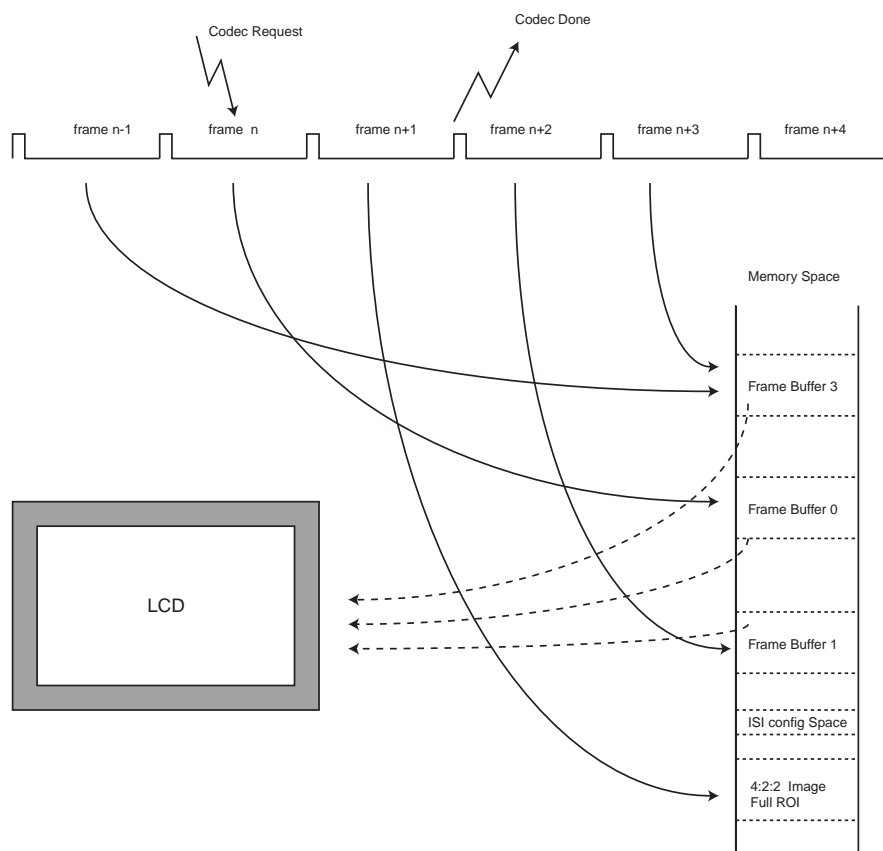 Codec Request
Codec Done
frame n-1
frame n
frame n+1
frame n+2
frame n+3
frame n+4
Memory Space
Frame Buffer 3
Frame Buffer 0
LCD
Frame Buffer 1
ISI config Space
4:2:2 Image
Full ROI